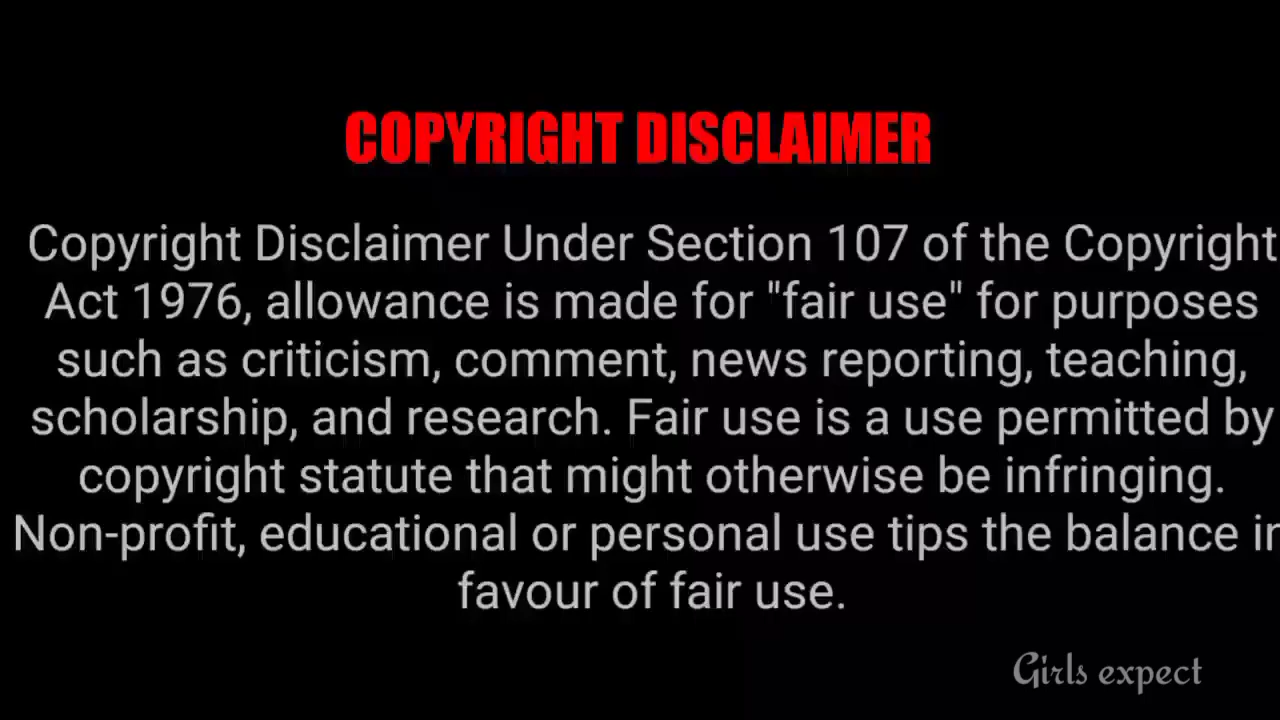 COPYRIGHT DISCLAIMER
Copyright Disclaimer Under Section 107 of the Copyright
Act 1976, allowance is made for "fair use" for purposes
such as criticism, comment, news reporting, teaching,
scholarship, and research. Fair use is a use permitted by
copyright statute that might otherwise be infringing.
Non-profit, educational or personal use tips the balance in
favour of fair use.
Girls expect